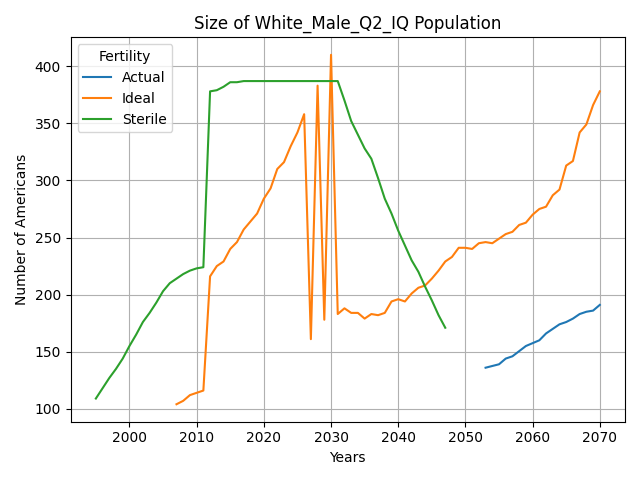 Size of White_Male_Q2_IQ Population
Fertility
Actual
Ideal
Sterile
Number of Americans
400
350
300
250
200
150
100
2000 2010 2020 2030 2040 2050 2060 2070
Years